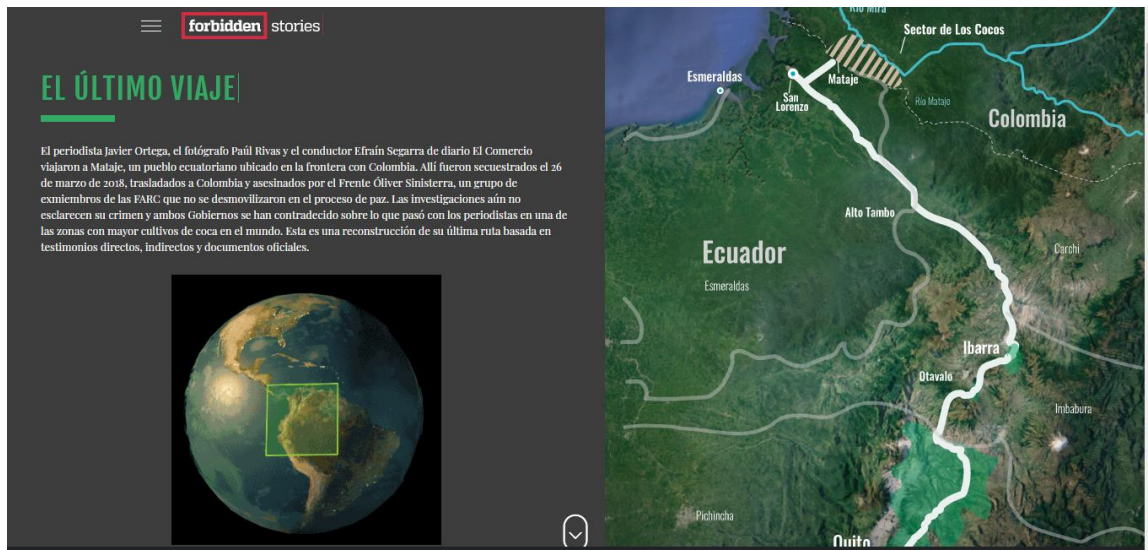 forbidden stories
EL ÚLTIMO VIAJE
El periodista Javier Ortega, el fotógrafo Paúl Rivas y el conductor Efraín Segarra de diario El Comercio
viajaron a Mataje, un pueblo ecuatoriano ubicado en la frontera con Colombia. Allí fueron secuestrados el 26
de marzo de 2018, trasladados a Colombia y asesinados por el Frente Óliver Sinisterra, un grupo de
exmiembros de las FARC que no se desmovilizaron en el proceso de paz. Las investigaciones aún no
esclarecen su crimen y ambos Gobiernos se han contradecido sobre lo que pasó con los periodistas en una de
las zonas con mayor cultivos de coca en el mundo. Esta es una reconstrucción de su última ruta basada en
testimonios directos, indirectos y documentos oficiales.
Río Mira
Sector de Los Cocos
Esmeraldas
Mataje
San
Lorenzo
Río Mataje
Colombia
Alto Tambo
Ecuador
Carchi
Esmeraldas
Ibarra
Otavalo
Imbabura
Pichincha
Quito